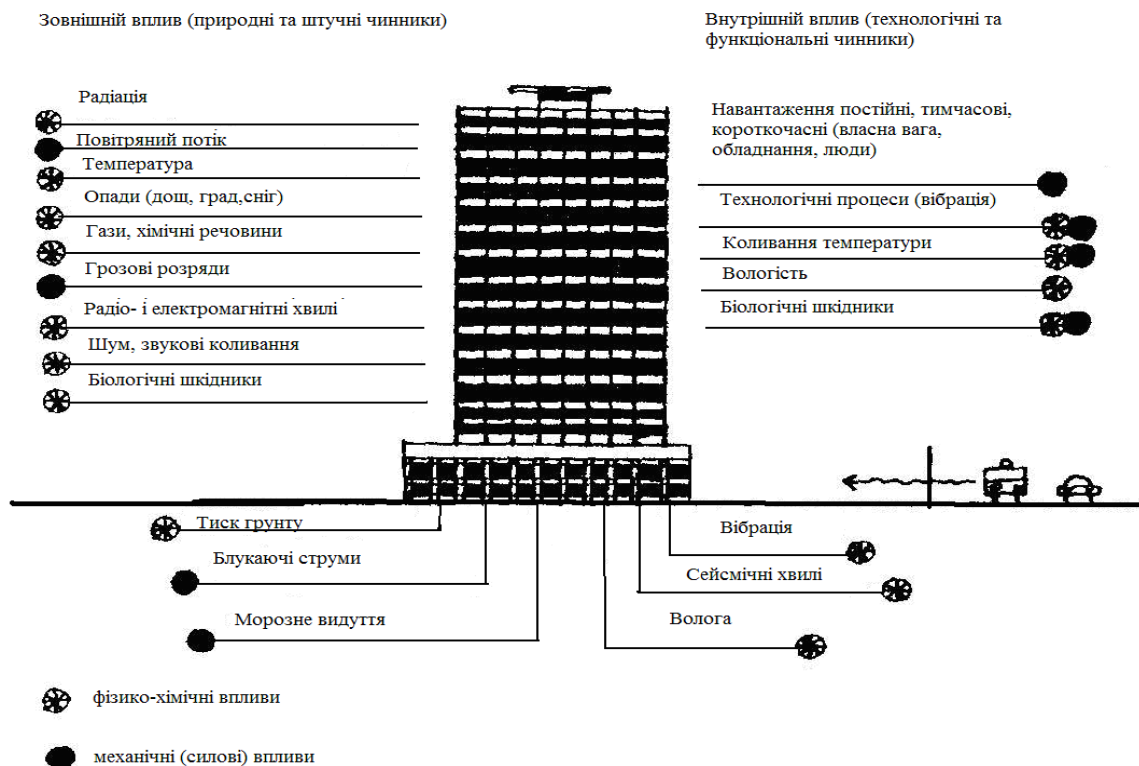 Зовнішній вплив (природні та штучні чинники)
Внутрішній вплив (технологічні та
функціональні чинники)
Радіація
Повітряний потік
Температура
Опади (дощ, град,сніг)
Гази, хімічні речовини
Грозові розряди
Радіо- і електромагнітні хвилі
Шум, звукові коливання
Біологічні шкідники
Навантаження постійні, тимчасові,
короткочасні (власна вага,
обладнання, люди)
Технологічні процеси (вібрація)
Коливання температури
Вологість
Біологічні шкідники
Тиск грунту
Блукаючі струми
Морозне видуття
Вібрація
Сейсмічні хвилі
Волога
фізико-хімічні впливи
механічні (силові) впливи